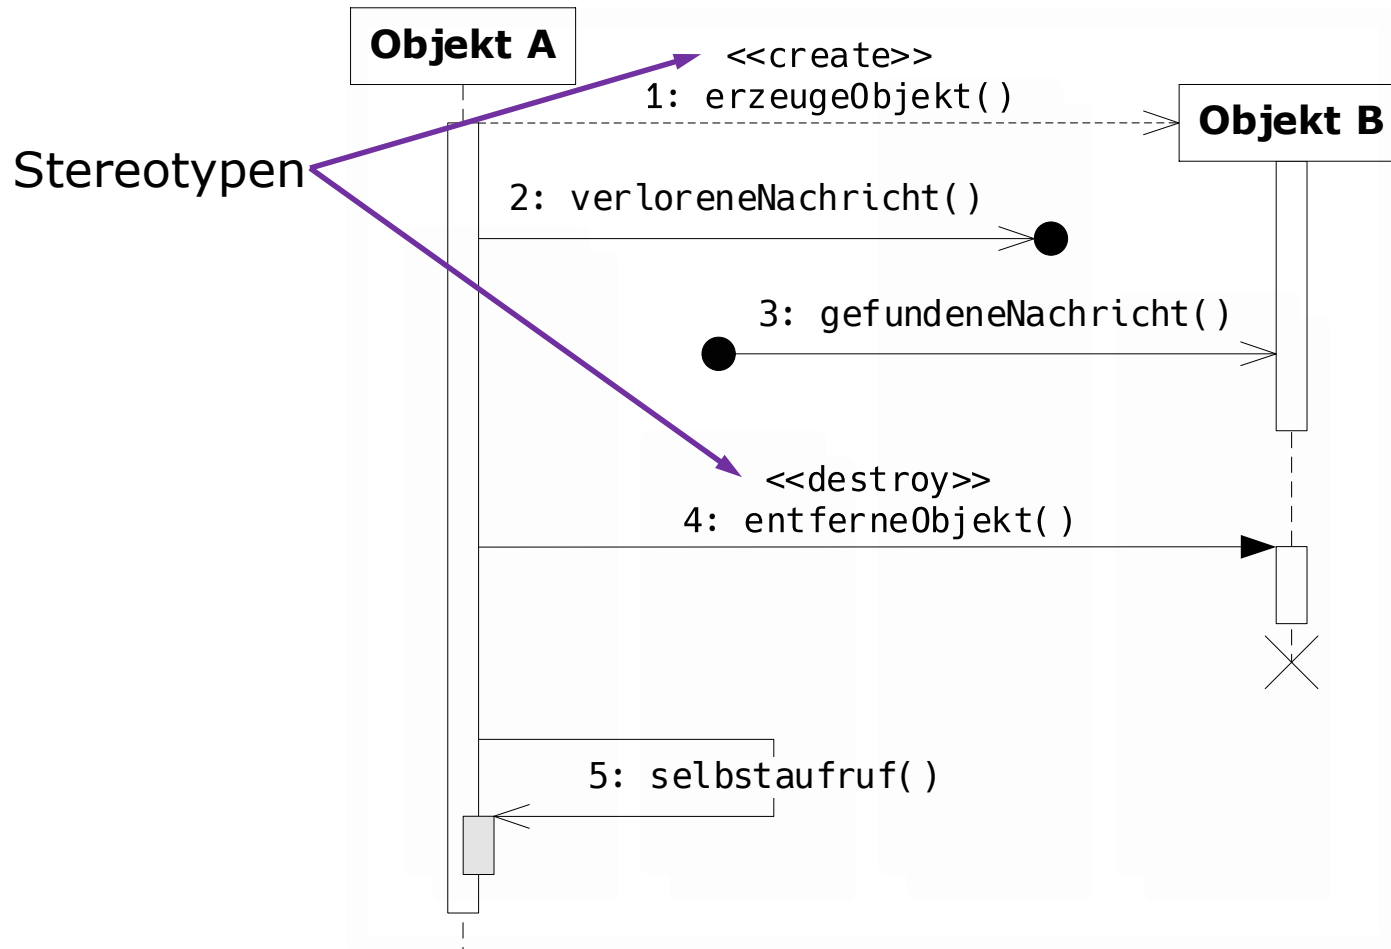 Objekt A
<<create>>
1: erzeugeObjekt()
Objekt B
Stereotypen
2: verloreneNachricht()
3: gefundeneNachricht()
<<destroy>>
4: entferneObjekt()
5: selbstaufruf()